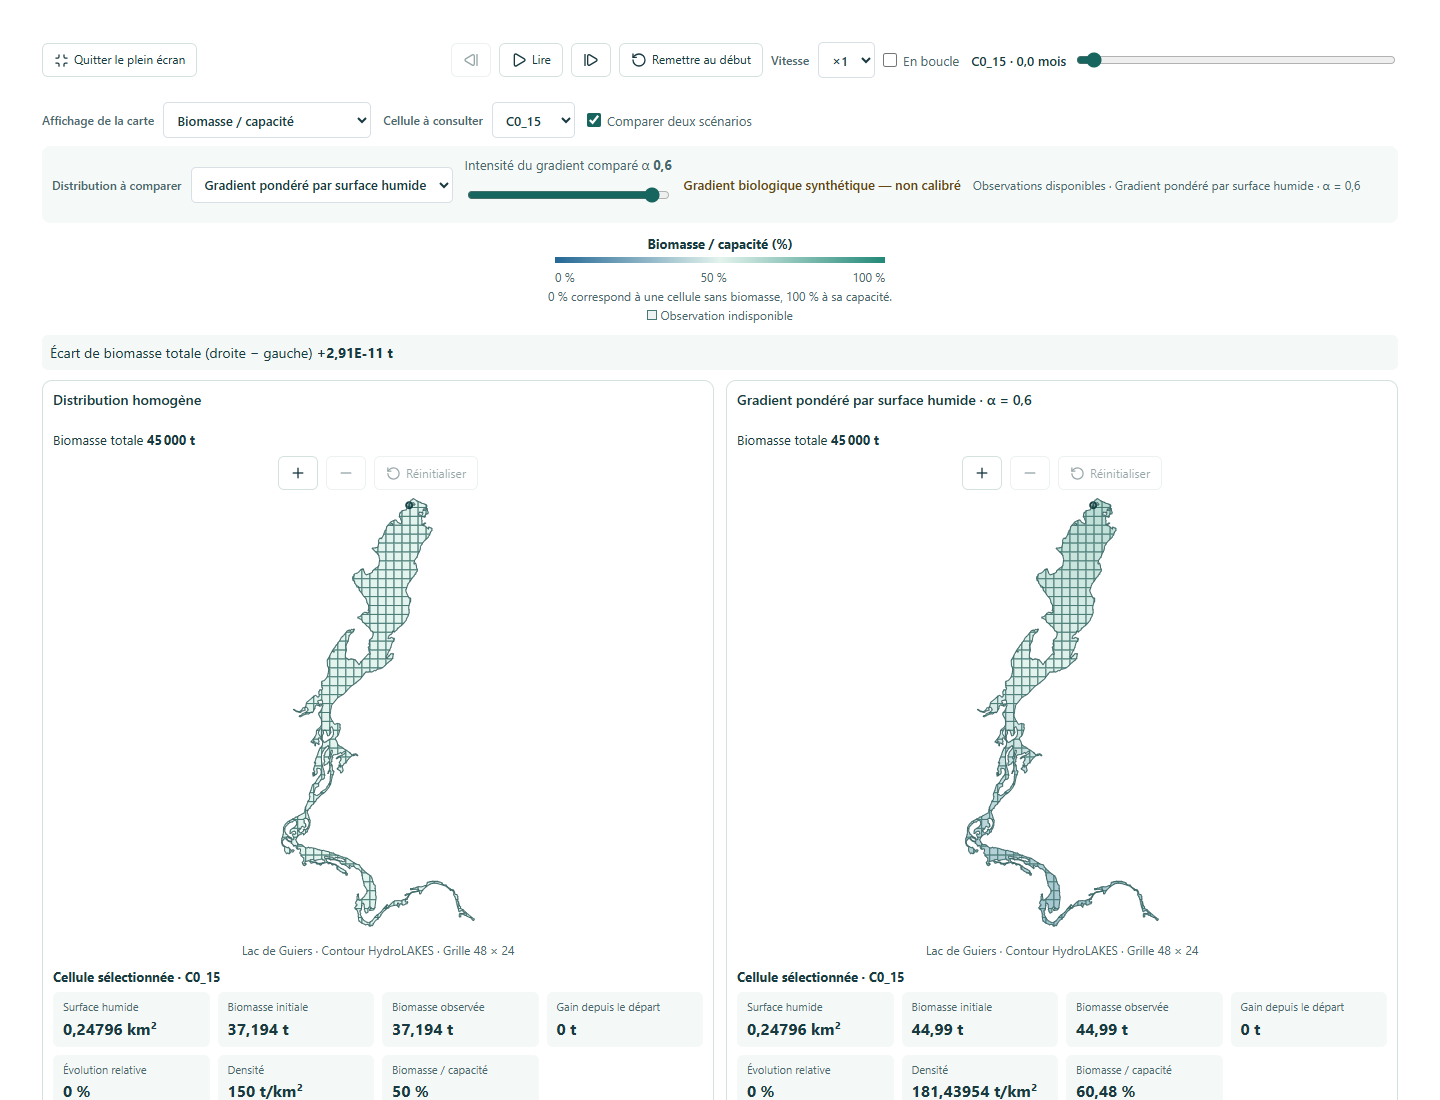 Quitter le plein écran
Lire
Remettre au début
Vitesse
×1
En boucle
C0_15 · 0,0 mois
Affichage de la carte
Biomasse / capacité
Cellule à consulter
C0_15
Comparer deux scénarios
Distribution à comparer
Gradient pondéré par surface humide
Intensité du gradient comparé α 0,6
Gradient biologique synthétique — non calibré
Observations disponibles · Gradient pondéré par surface humide · α = 0,6
Biomasse / capacité (%)
0 % 50 % 100 %
0 % correspond à une cellule sans biomasse, 100 % à sa capacité.
Observation indisponible
Écart de biomasse totale (droite − gauche) +2,91E-11 t
Distribution homogène
Biomasse totale 45 000 t
+ − Réinitialiser
Lac de Guiers · Contour HydroLAKES · Grille 48 × 24
Cellule sélectionnée · C0_15
Surface humide
0,24796 km²
Biomasse initiale
37,194 t
Biomasse observée
37,194 t
Gain depuis le départ
0 t
Évolution relative
0 %
Densité
150 t/km²
Biomasse / capacité
50 %
Gradient pondéré par surface humide · α = 0,6
Biomasse totale 45 000 t
+ − Réinitialiser
Lac de Guiers · Contour HydroLAKES · Grille 48 × 24
Cellule sélectionnée · C0_15
Surface humide
0,24796 km²
Biomasse initiale
44,99 t
Biomasse observée
44,99 t
Gain depuis le départ
0 t
Évolution relative
0 %
Densité
181,43954 t/km²
Biomasse / capacité
60,48 %